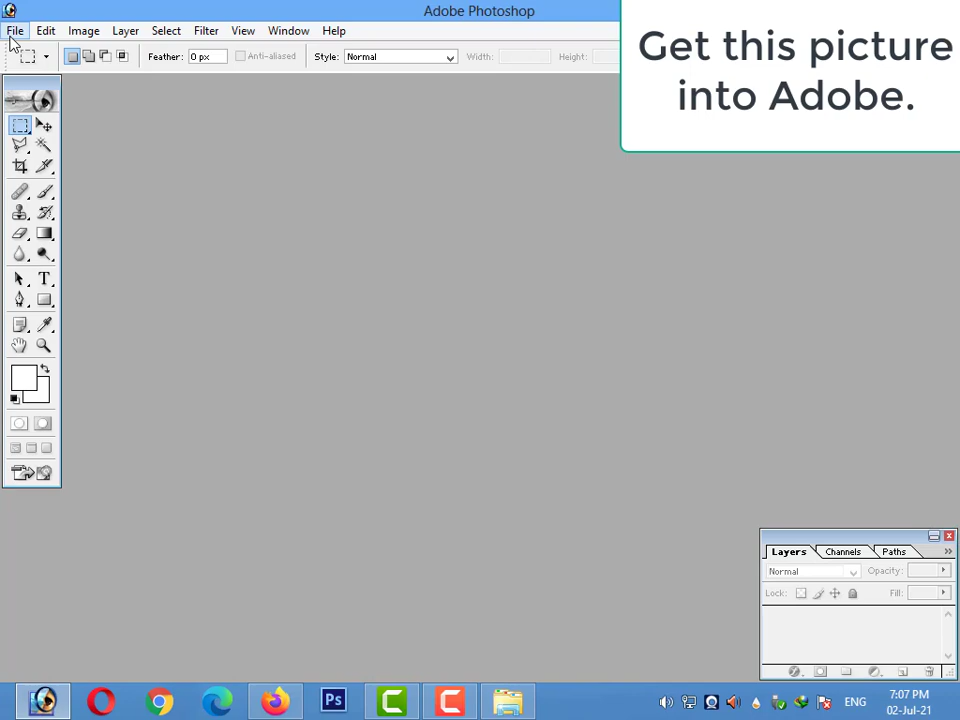 Adobe Photoshop
File Edit Image Layer Select Filter View Window Help
Feather: 0 px Anti-aliased Style: Normal Width: Height:
Get this picture
into Adobe.
T
Layers Channels Paths
Normal Opacity:
Lock: Fill:
Ps
ENG
7:07 PM
02-Jul-21